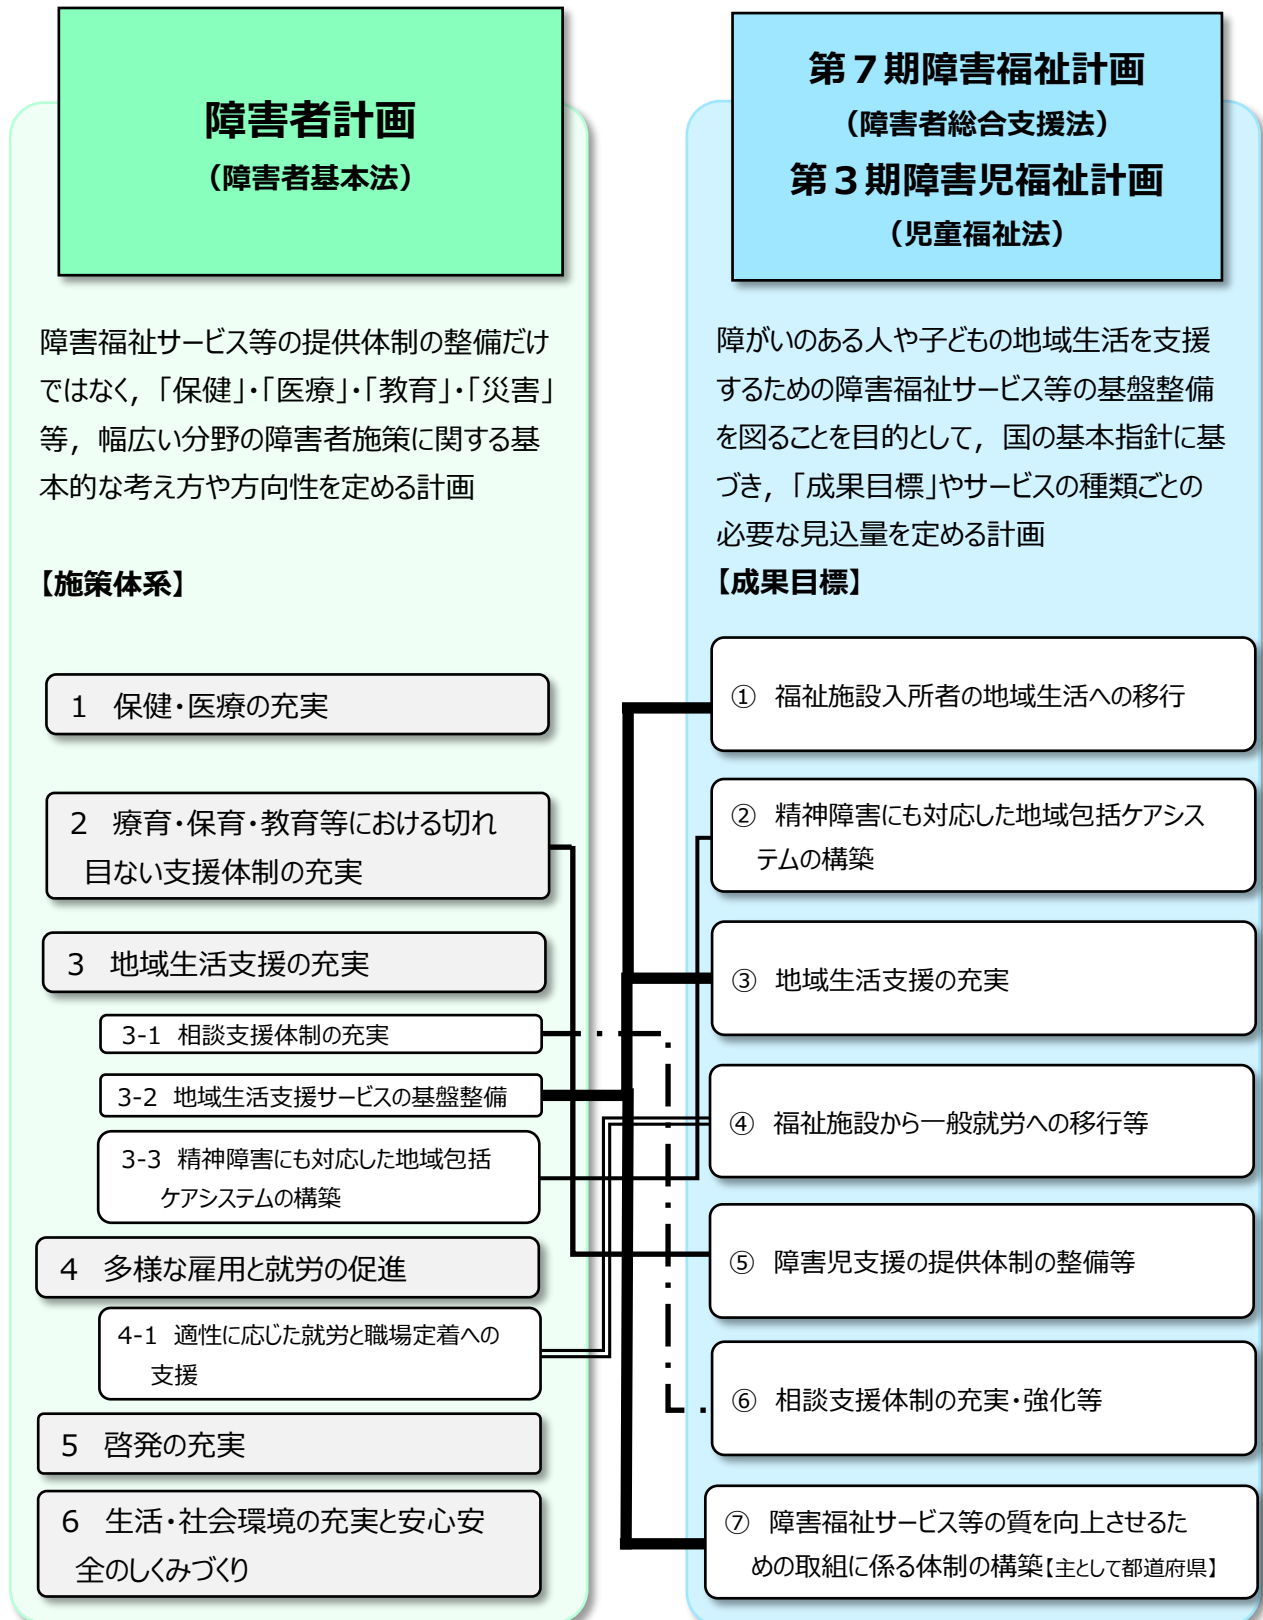 障害者計画
（障害者基本法）
障害福祉サービス等の提供体制の整備だけ
ではなく，「保健」・「医療」・「教育」・「災害」
等，幅広い分野の障害者施策に関する基
本的な考え方や方向性を定める計画
【施策体系】
1 保健・医療の充実
2 療育・保育・教育等における切れ
目ない支援体制の充実
3 地域生活支援の充実
3-1 相談支援体制の充実
3-2 地域生活支援サービスの基盤整備
3-3 精神障害にも対応した地域包括
ケアシステムの構築
4 多様な雇用と就労の促進
4-1 適性に応じた就労と職場定着への
支援
5 啓発の充実
6 生活・社会環境の充実と安心安
全のしくみづくり
第７期障害福祉計画
（障害者総合支援法）
第３期障害児福祉計画
（児童福祉法）
障がいのある人や子どもの地域生活を支援
するための障害福祉サービス等の基盤整備
を図ることを目的として，国の基本指針に基
づき，「成果目標」やサービスの種類ごとの
必要な見込量を定める計画
【成果目標】
① 福祉施設入所者の地域生活への移行
② 精神障害にも対応した地域包括ケアシス
テムの構築
③ 地域生活支援の充実
④ 福祉施設から一般就労への移行等
⑤ 障害児支援の提供体制の整備等
⑥ 相談支援体制の充実・強化等
⑦ 障害福祉サービス等の質を向上させるた
めの取組に係る体制の構築【主として都道府県】